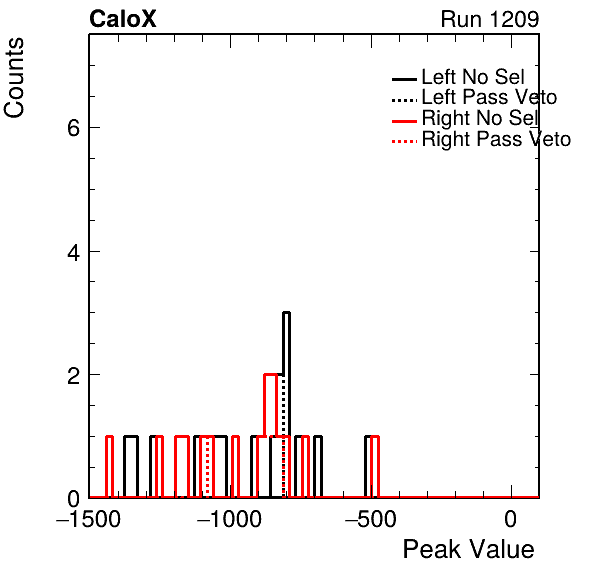 CaloX Run 1209
Counts
Left No Sel
Left Pass Veto
Right No Sel
Right Pass Veto
6
4
2
0
−1500 −1000 −500 0
Peak Value